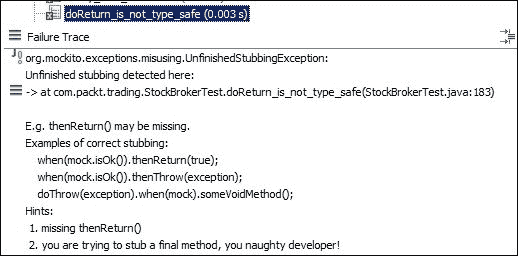 doReturn_is_not_type_safe (0.003 s)
Failure Trace
org.mockito.exceptions.misusing.UnfinishedStubbingException:
Unfinished stubbing detected here:
-> at com.packt.trading.StockBrokerTest.doReturn_is_not_type_safe(StockBrokerTest.java:183)
E.g. thenReturn() may be missing.
Examples of correct stubbing:
when(mock.isOk()).thenReturn(true);
when(mock.isOk()).thenThrow(exception);
doThrow(exception).when(mock).someVoidMethod();
Hints:
1. missing thenReturn()
2. you are trying to stub a final method, you naughty developer!